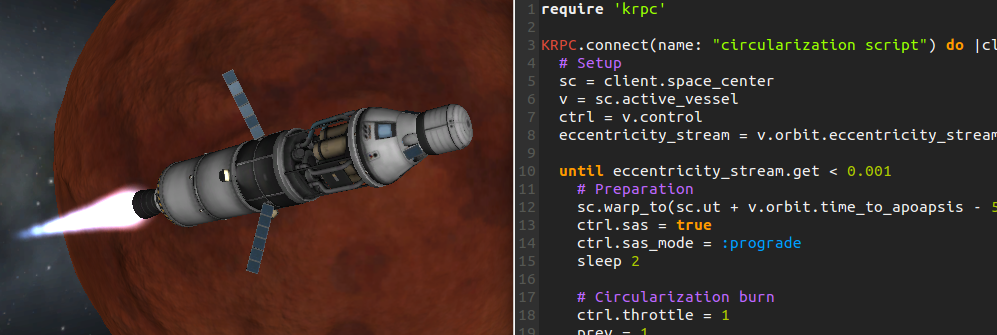 1 require 'krpc'
2
3 KRPC.connect(name: "circularization script") do |cl
4 # Setup
5 sc = client.space_center
6 v = sc.active_vessel
7 ctrl = v.control
8 eccentricity_stream = v.orbit.eccentricity_stream
9
10 until eccentricity_stream.get < 0.001
11 # Preparation
12 sc.warp_to(sc.ut + v.orbit.time_to_apoapsis - 5
13 ctrl.sas = true
14 ctrl.sas_mode = :prograde
15 sleep 2
16
17 # Circularization burn
18 ctrl.throttle = 1
19 prev = 1